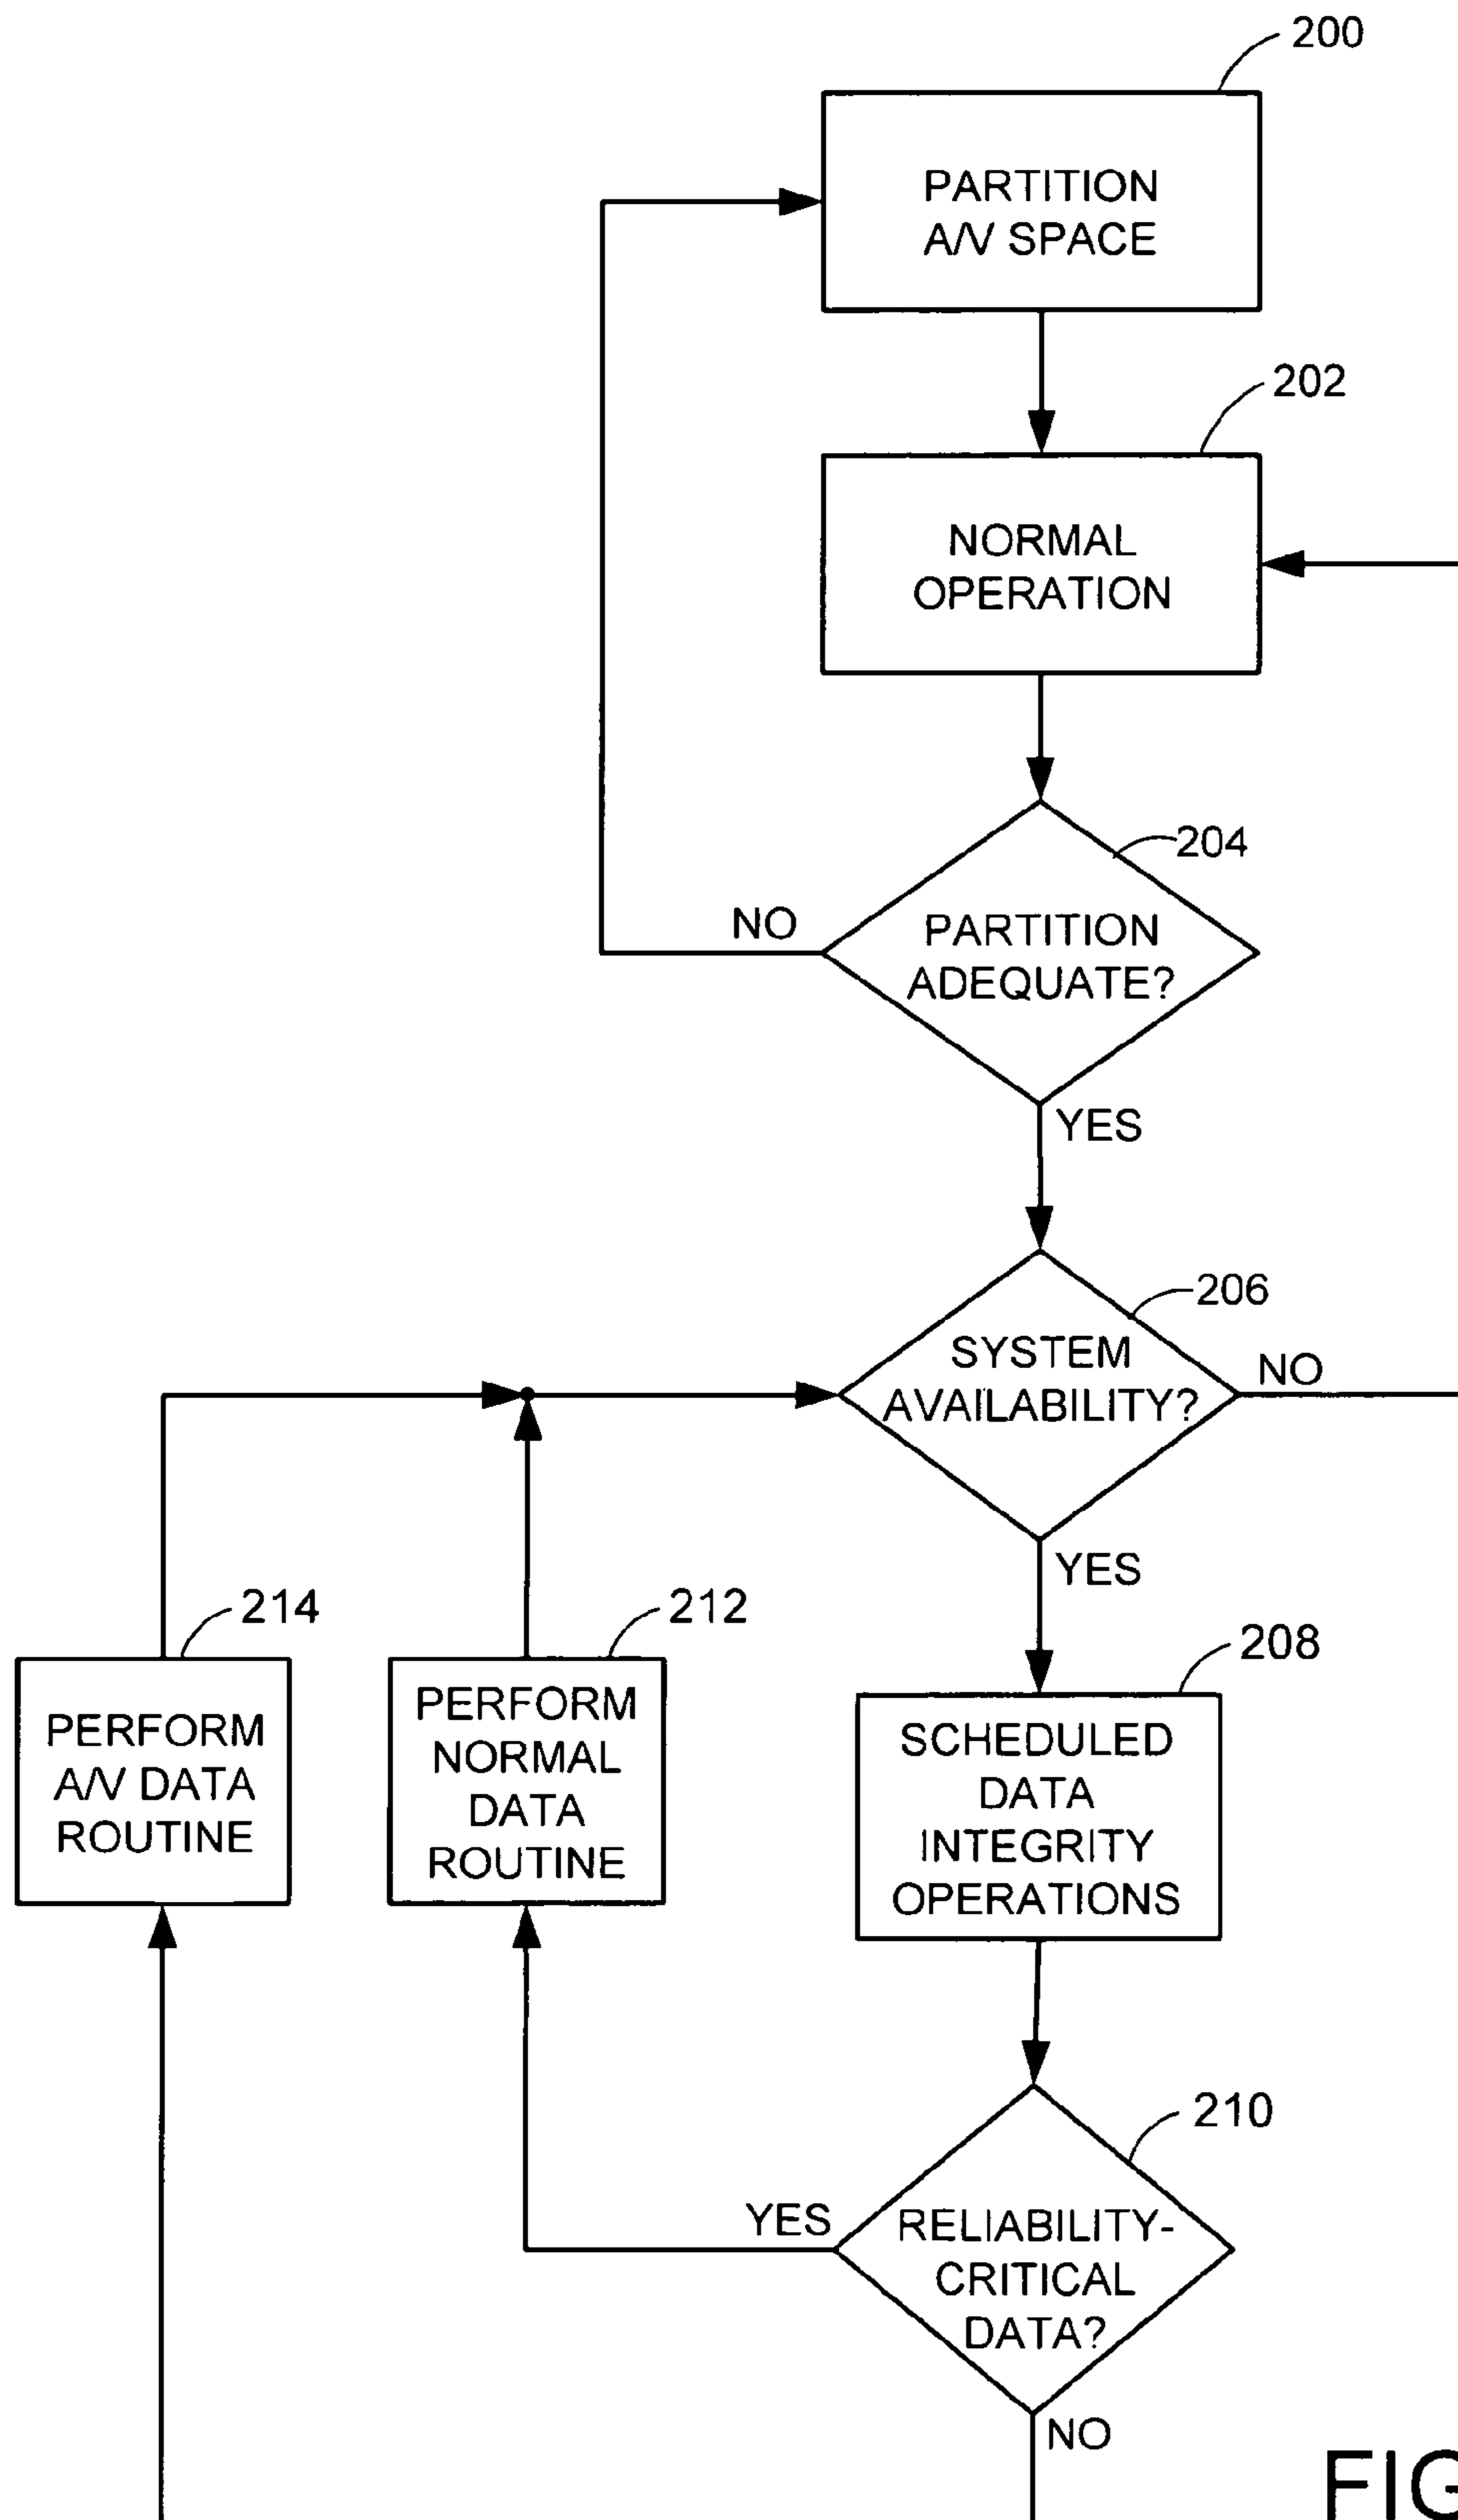 200
PARTITION
A/V SPACE
202
NORMAL
OPERATION
204
NO
PARTITION
ADEQUATE?
YES
206
SYSTEM
AVAILABILITY?
NO
YES
214
212
208
PERFORM
A/V DATA
ROUTINE
PERFORM
NORMAL
DATA
ROUTINE
SCHEDULED
DATA
INTEGRITY
OPERATIONS
210
YES
RELIABILITY-
CRITICAL
DATA?
NO
FIG